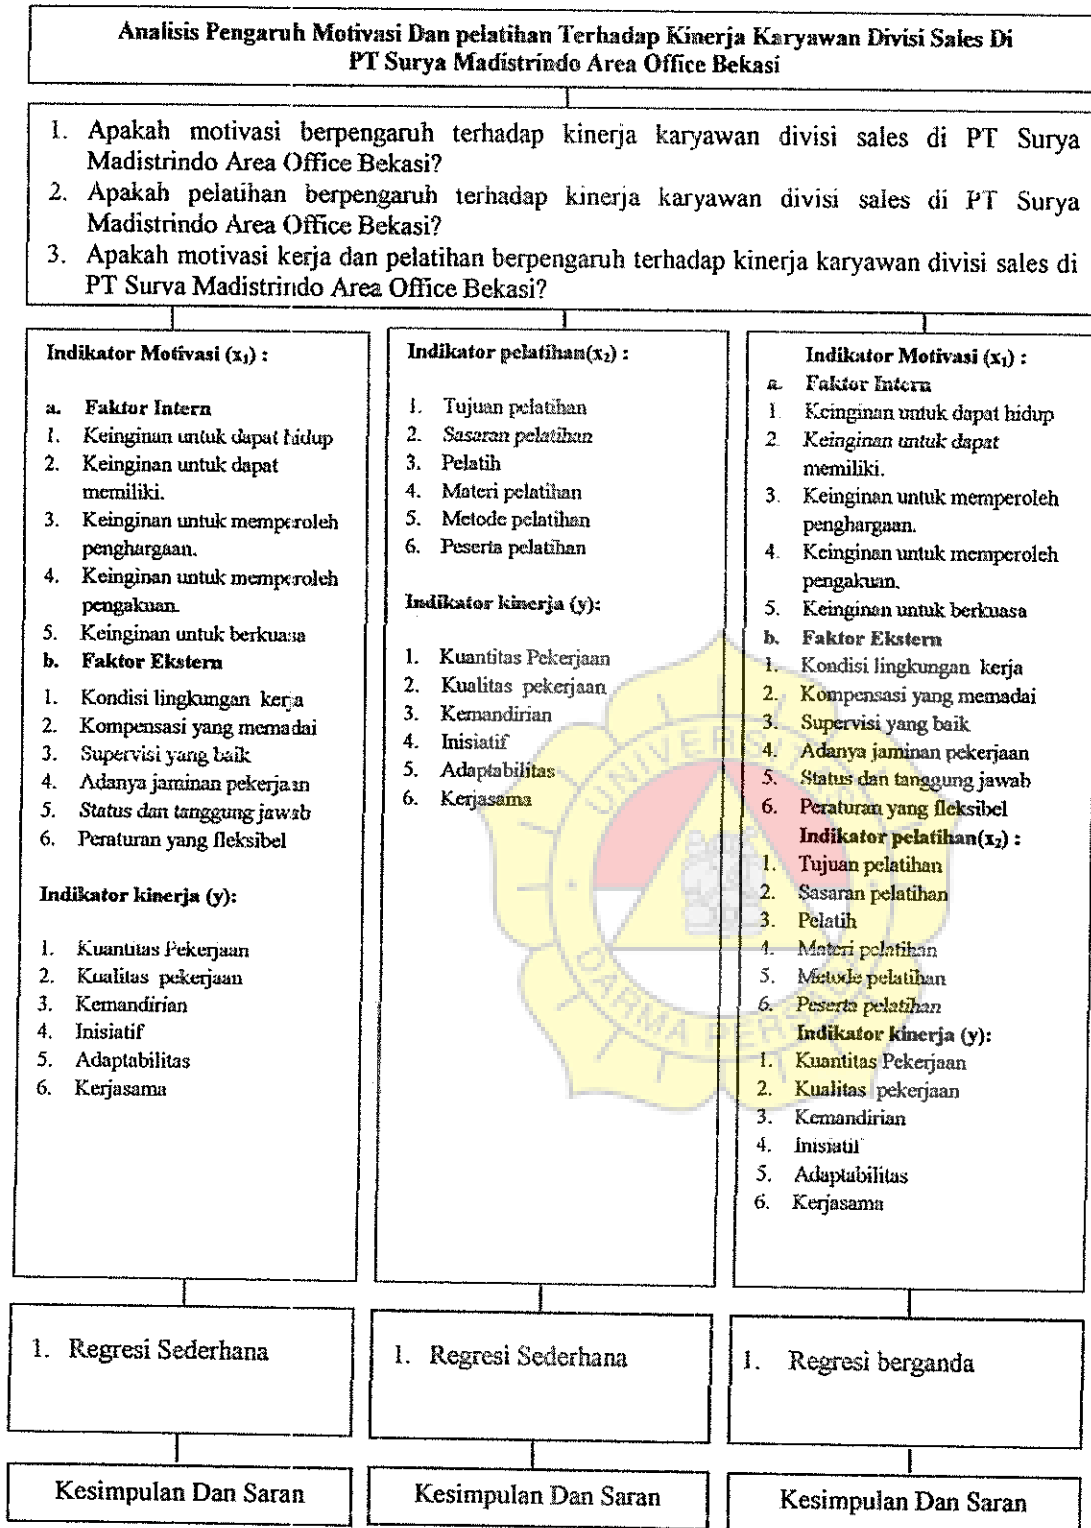 Analisis Pengaruh Motivasi Dan pelatihan Terhadap Kinerja Karyawan Divisi Sales Di
PT Surya Madistrindo Area Office Bekasi
1. Apakah motivasi berpengaruh terhadap kinerja karyawan divisi sales di PT Surya
Madistrindo Area Office Bekasi?
2. Apakah pelatihan berpengaruh terhadap kinerja karyawan divisi sales di PT Surya
Madistrindo Area Office Bekasi?
3. Apakah motivasi kerja dan pelatihan berpengaruh terhadap kinerja karyawan divisi sales di
PT Surya Madistrindo Area Office Bekasi?
Indikator Motivasi (x₁) :
a. Faktor Intern
1. Keinginan untuk dapat hidup
2. Keinginan untuk dapat
memiliki.
3. Keinginan untuk memperoleh
penghargaan.
4. Keinginan untuk memperoleh
pengakuan.
5. Keinginan untuk berkuasa
b. Faktor Ekstern
1. Kondisi lingkungan kerja
2. Kompensasi yang memadai
3. Supervisi yang baik
4. Adanya jaminan pekerjaan
5. Status dan tanggung jawab
6. Peraturan yang fleksibel
Indikator kinerja (y):
1. Kuantitas Pekerjaan
2. Kualitas pekerjaan
3. Kemandirian
4. Inisiatif
5. Adaptabilitas
6. Kerjasama
Indikator pelatihan(x₂) :
1. Tujuan pelatihan
2. Sasaran pelatihan
3. Pelatih
4. Materi pelatihan
5. Metode pelatihan
6. Peserta pelatihan
Indikator kinerja (y):
1. Kuantitas Pekerjaan
2. Kualitas pekerjaan
3. Kemandirian
4. Inisiatif
5. Adaptabilitas
6. Kerjasama
Indikator Motivasi (x₁) :
a. Faktor Intern
1. Keinginan untuk dapat hidup
2. Keinginan untuk dapat
memiliki.
3. Keinginan untuk memperoleh
penghargaan.
4. Keinginan untuk memperoleh
pengakuan.
5. Keinginan untuk berkuasa
b. Faktor Ekstern
1. Kondisi lingkungan kerja
2. Kompensasi yang memadai
3. Supervisi yang baik
4. Adanya jaminan pekerjaan
5. Status dan tanggung jawab
6. Peraturan yang fleksibel
Indikator pelatihan(x₂) :
1. Tujuan pelatihan
2. Sasaran pelatihan
3. Pelatih
4. Materi pelatihan
5. Metode pelatihan
6. Peserta pelatihan
Indikator kinerja (y):
1. Kuantitas Pekerjaan
2. Kualitas pekerjaan
3. Kemandirian
4. Inisiatif
5. Adaptabilitas
6. Kerjasama
UNIVERSITAS
DARMA PERSADA
1. Regresi Sederhana
1. Regresi Sederhana
1. Regresi berganda
Kesimpulan Dan Saran
Kesimpulan Dan Saran
Kesimpulan Dan Saran